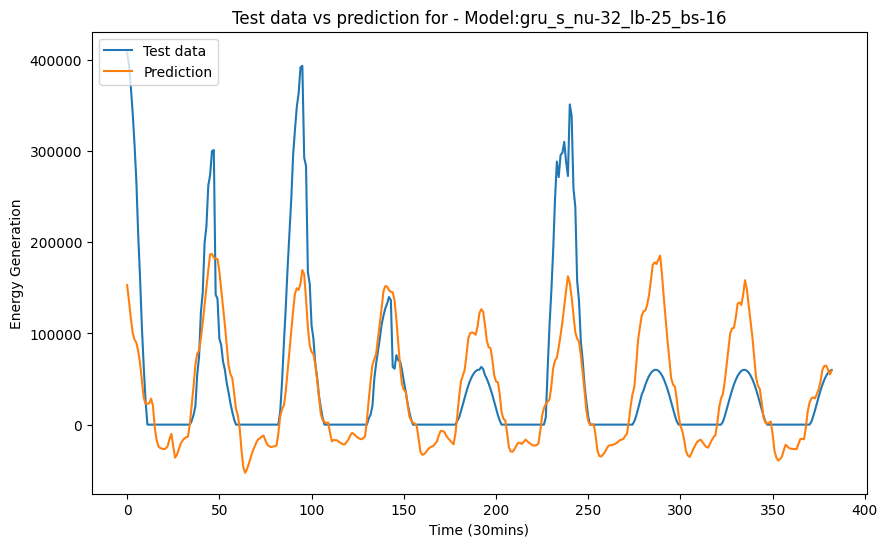 Test data vs prediction for - Model:gru_s_nu-32_lb-25_bs-16
Test data
Prediction
400000
300000
200000
100000
0
Energy Generation
0 50 100 150 200 250 300 350 400
Time (30mins)